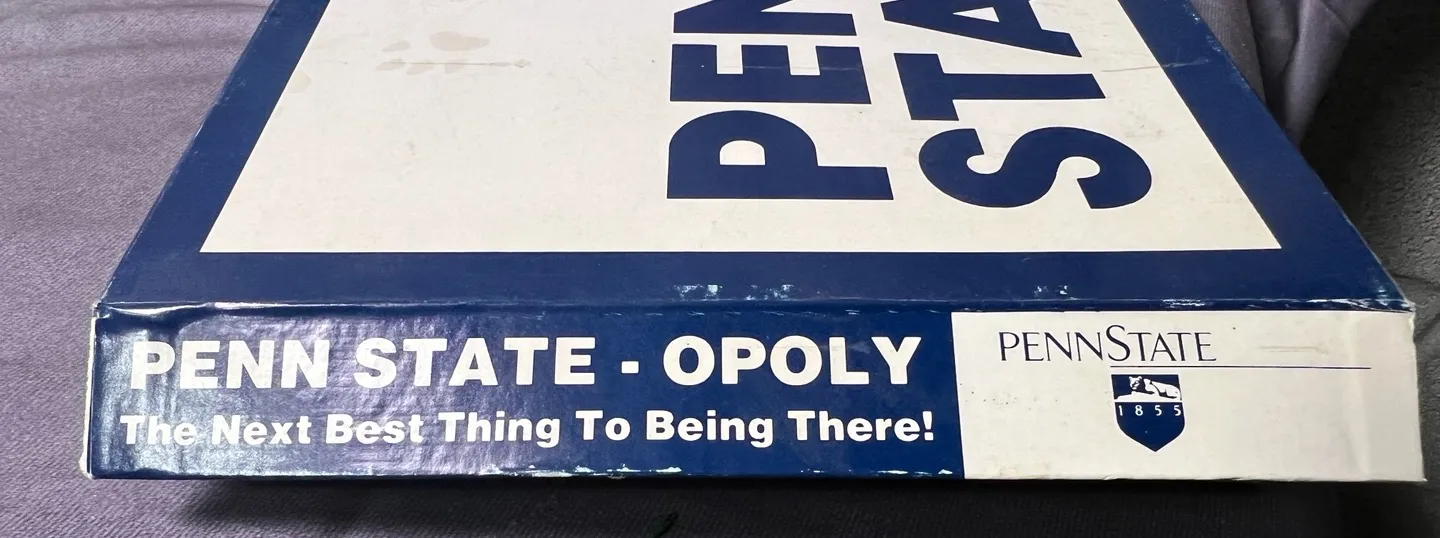 PEN
STA
PENN STATE - OPOLY
The Next Best Thing To Being There!
PENNSTATE
1855